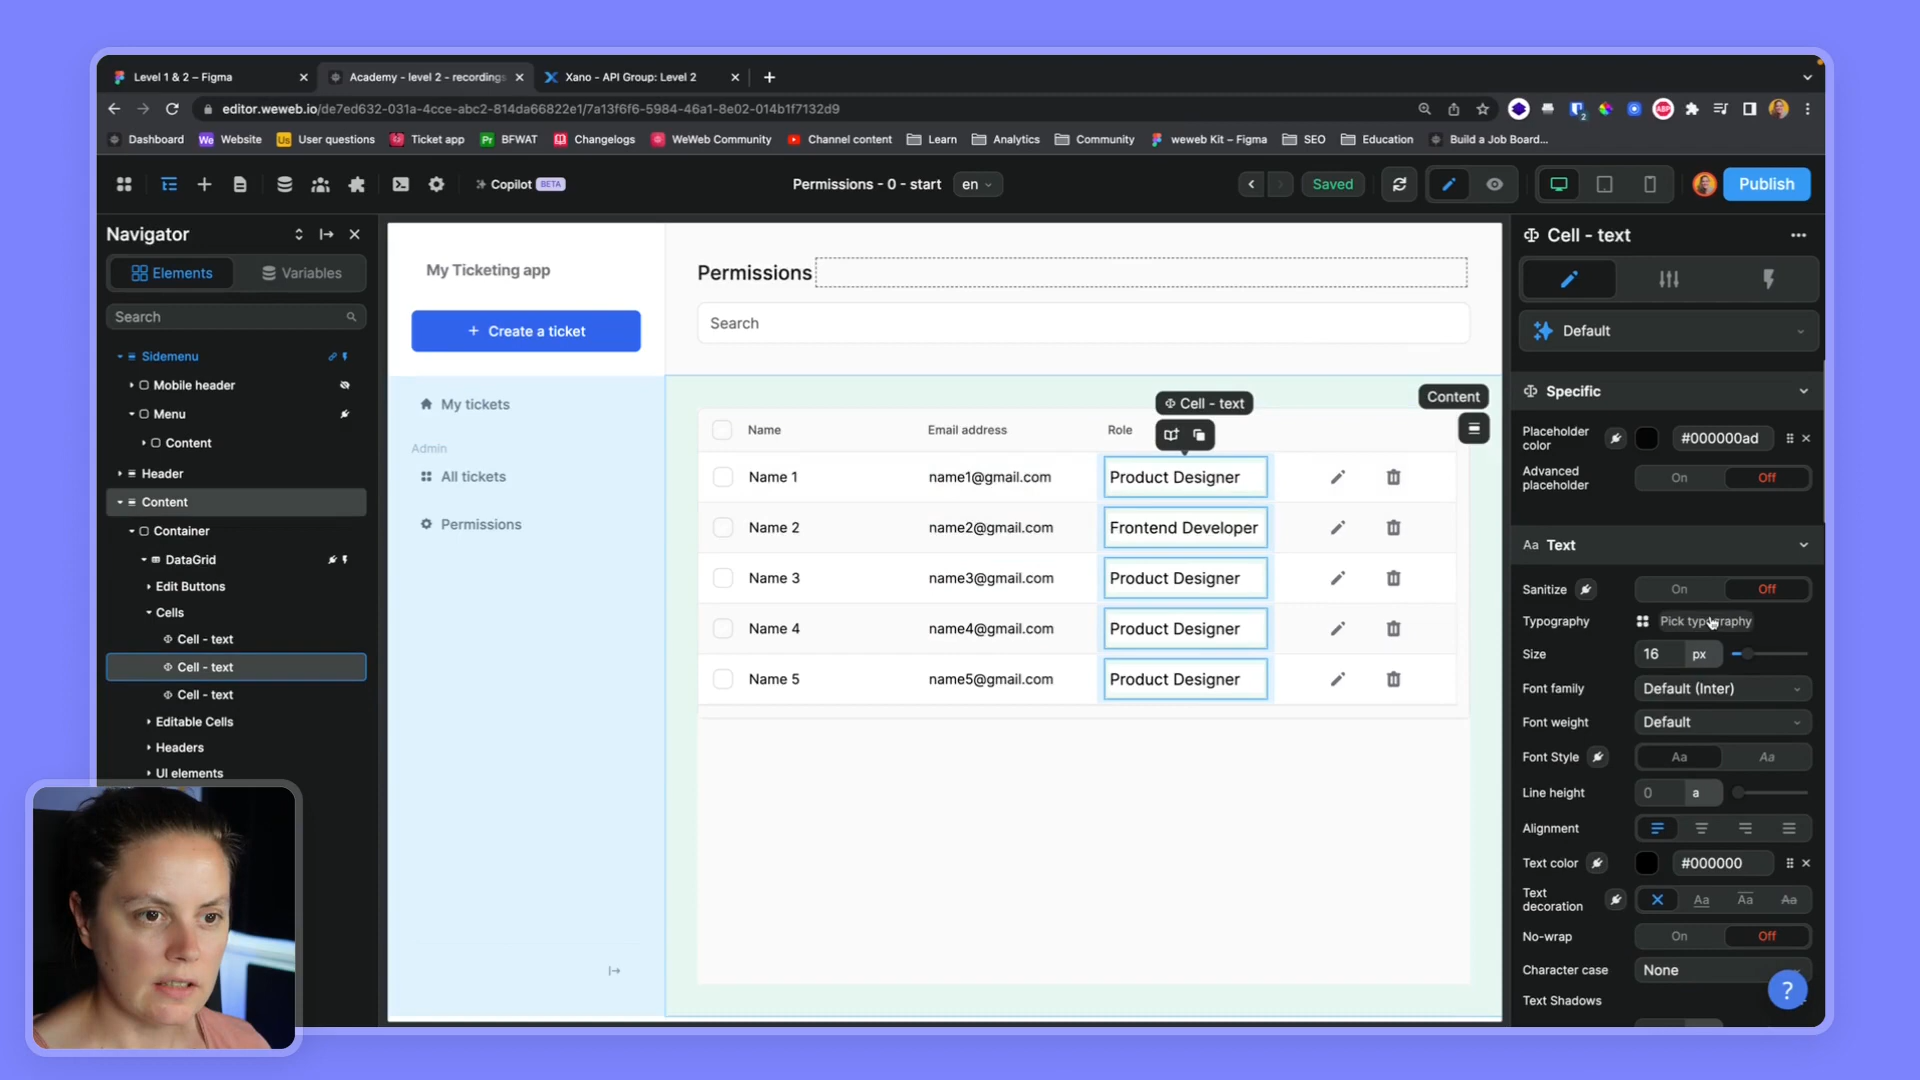 Level 1 & 2 – Figma
Academy - level 2 - recordings
Xano - API Group: Level 2
editor.weweb.io/de7ed632-031a-4cce-abc2-814da66822e1/7a13f6f6-5984-46a1-8e02-014b1f7132d9
Dashboard
We Website
Us User questions
Ticket app
Pr BFWAT
Changelogs
WeWeb Community
Channel content
Learn
Analytics
Community
weweb Kit – Figma
SEO
Education
Build a Job Board...
Copilot BETA
Permissions - 0 - start
en
Saved
Publish
Navigator
Elements
Variables
Search
Sidemenu
Mobile header
Menu
Content
Header
Content
Container
DataGrid
Edit Buttons
Cells
Cell - text
Cell - text
Cell - text
Editable Cells
Headers
UI elements
My Ticketing app
+ Create a ticket
My tickets
Admin
All tickets
Permissions
Permissions
Search
Content
Cell - text
Name Email address Role
Name 1 name1@gmail.com Product Designer
Name 2 name2@gmail.com Frontend Developer
Name 3 name3@gmail.com Product Designer
Name 4 name4@gmail.com Product Designer
Name 5 name5@gmail.com Product Designer
Cell - text
Default
Specific
Placeholder color #000000ad
Advanced placeholder On Off
Aa Text
Sanitize On Off
Typography Pick typography
Size 16 px
Font family Default (Inter)
Font weight Default
Font Style Aa Aa
Line height 0 a
Alignment
Text color #000000
Text decoration Aa Aa Aa
No-wrap On Off
Character case None
Text Shadows
?